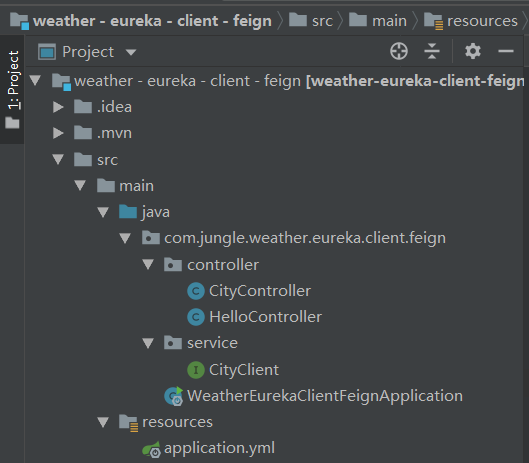 weather - eureka - client - feign src main resources
1: Project
Project
weather - eureka - client - feign [weather-eureka-client-feign
.idea
.mvn
src
main
java
com.jungle.weather.eureka.client.feign
controller
C CityController
C HelloController
service
I CityClient
C WeatherEurekaClientFeignApplication
resources
application.yml